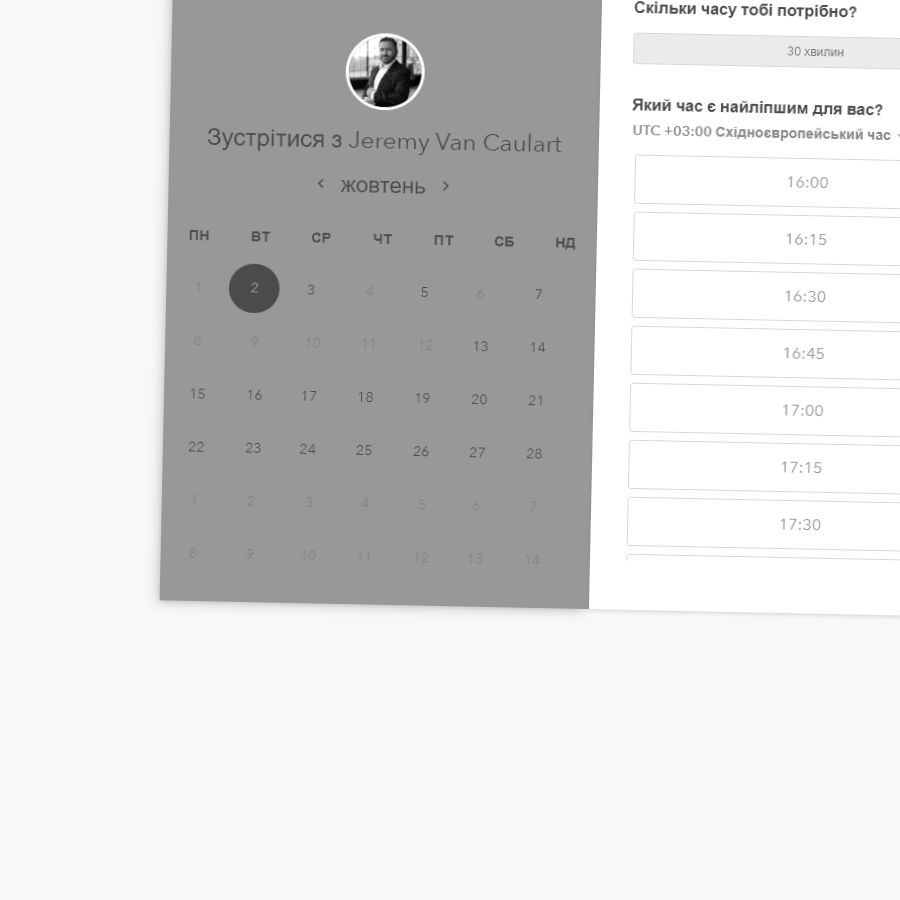 Зустрітися з Jeremy Van Caulart
жовтень
ПН ВТ СР ЧТ ПТ СБ НД
1 2 3 4 5 6 7
8 9 10 11 12 13 14
15 16 17 18 19 20 21
22 23 24 25 26 27 28
1 2 3 4 5 6 7
8 9 10 11 12 13 14
Скільки часу тобі потрібно?
30 хвилин
Який час є найліпшим для вас?
UTC +03:00 Східноєвропейський час
16:00
16:15
16:30
16:45
17:00
17:15
17:30